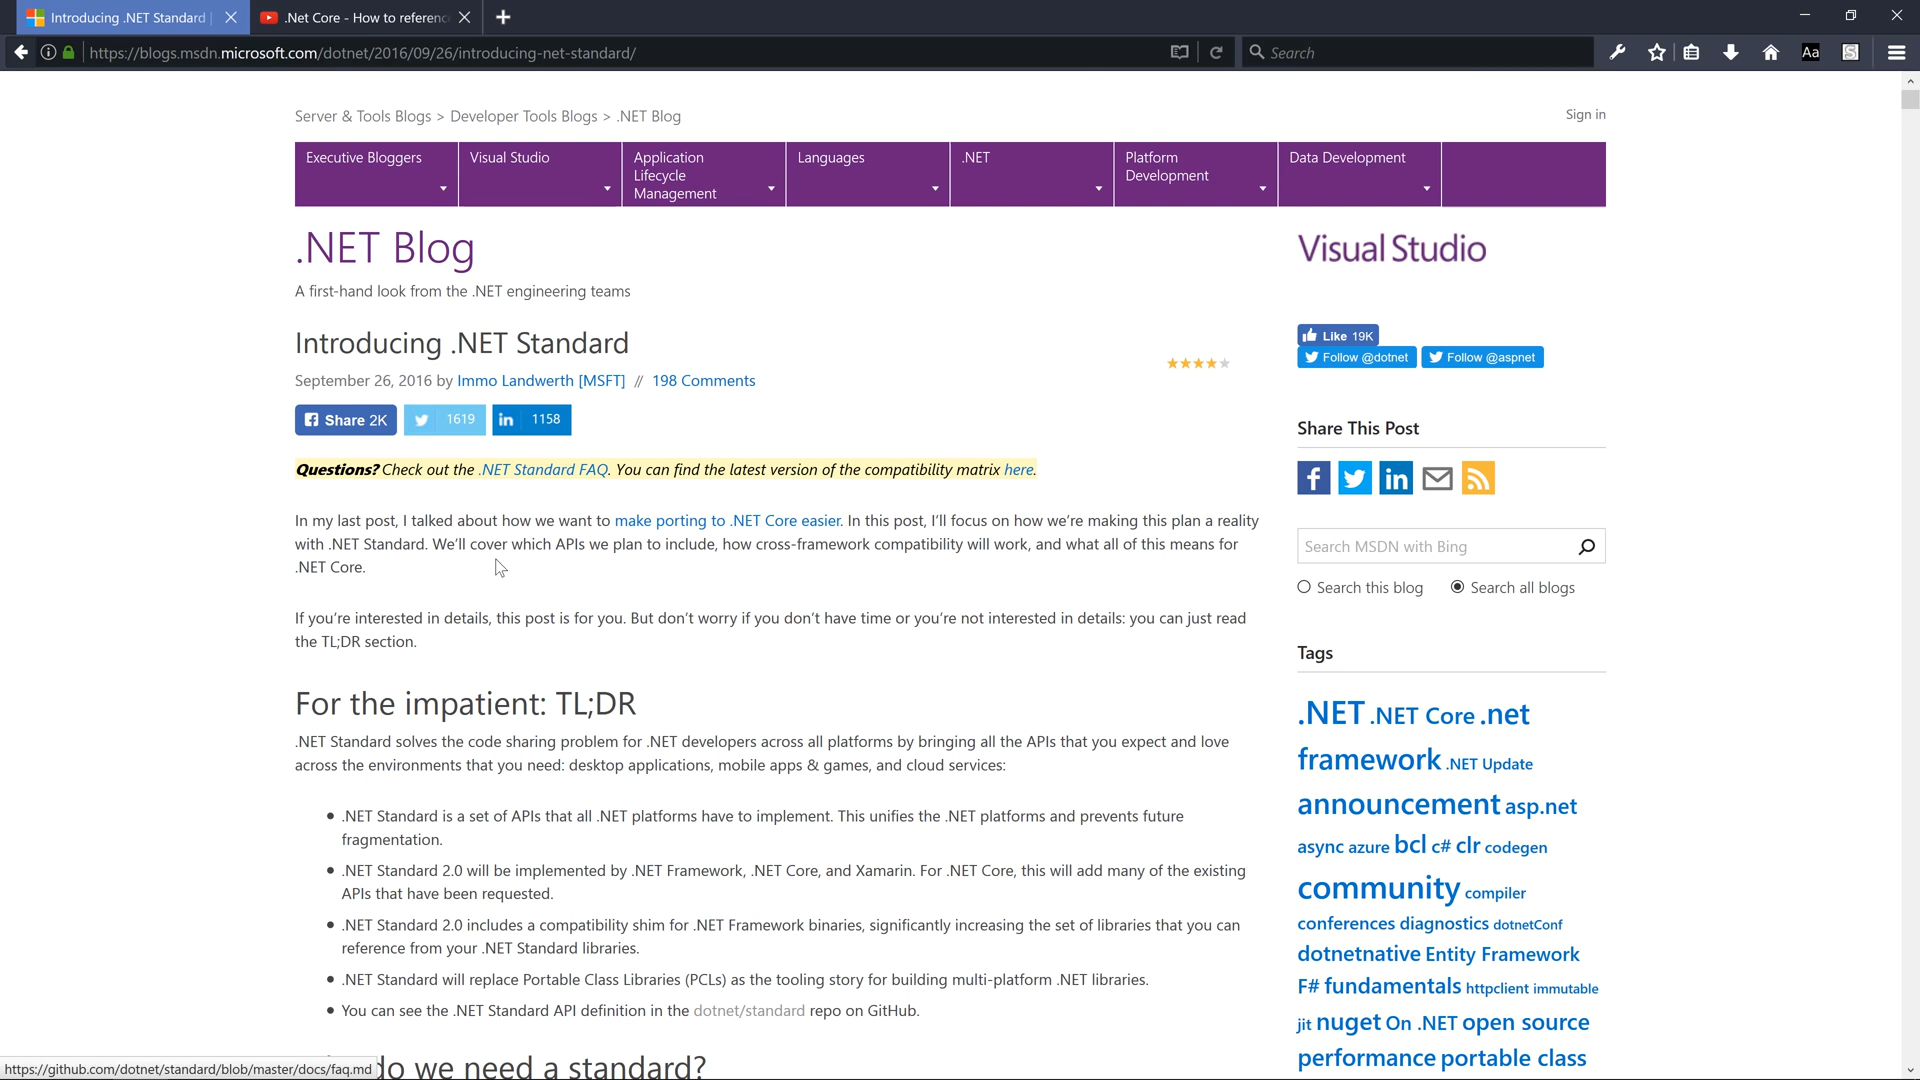 Introducing .NET Standard |
.Net Core - How to referenc
https://blogs.msdn.microsoft.com/dotnet/2016/09/26/introducing-net-standard/
Search
Aa
Server & Tools Blogs > Developer Tools Blogs > .NET Blog
Sign in
Executive Bloggers
Visual Studio
Application
Lifecycle
Management
Languages
.NET
Platform
Development
Data Development
.NET Blog
A first-hand look from the .NET engineering teams
Visual Studio
Introducing .NET Standard
September 26, 2016 by Immo Landwerth [MSFT] // 198 Comments
Like 19K
Follow @dotnet
Follow @aspnet
Share 2K
1619
in 1158
Questions? Check out the .NET Standard FAQ. You can find the latest version of the compatibility matrix here.
In my last post, I talked about how we want to make porting to .NET Core easier. In this post, I'll focus on how we're making this plan a reality
with .NET Standard. We'll cover which APIs we plan to include, how cross-framework compatibility will work, and what all of this means for
.NET Core.
If you're interested in details, this post is for you. But don't worry if you don't have time or you're not interested in details: you can just read
the TL;DR section.
For the impatient: TL;DR
.NET Standard solves the code sharing problem for .NET developers across all platforms by bringing all the APIs that you expect and love
across the environments that you need: desktop applications, mobile apps & games, and cloud services:
.NET Standard is a set of APIs that all .NET platforms have to implement. This unifies the .NET platforms and prevents future
fragmentation.
.NET Standard 2.0 will be implemented by .NET Framework, .NET Core, and Xamarin. For .NET Core, this will add many of the existing
APIs that have been requested.
.NET Standard 2.0 includes a compatibility shim for .NET Framework binaries, significantly increasing the set of libraries that you can
reference from your .NET Standard libraries.
.NET Standard will replace Portable Class Libraries (PCLs) as the tooling story for building multi-platform .NET libraries.
You can see the .NET Standard API definition in the dotnet/standard repo on GitHub.
do we need a standard?
https://github.com/dotnet/standard/blob/master/docs/faq.md
Share This Post
f
in
Search MSDN with Bing
Search this blog
Search all blogs
Tags
.NET .NET Core .net
framework .NET Update
announcement asp.net
async azure bcl c# clr codegen
community compiler
conferences diagnostics dotnetConf
dotnetnative Entity Framework
F# fundamentals httpclient immutable
jit nuget On .NET open source
performance portable class